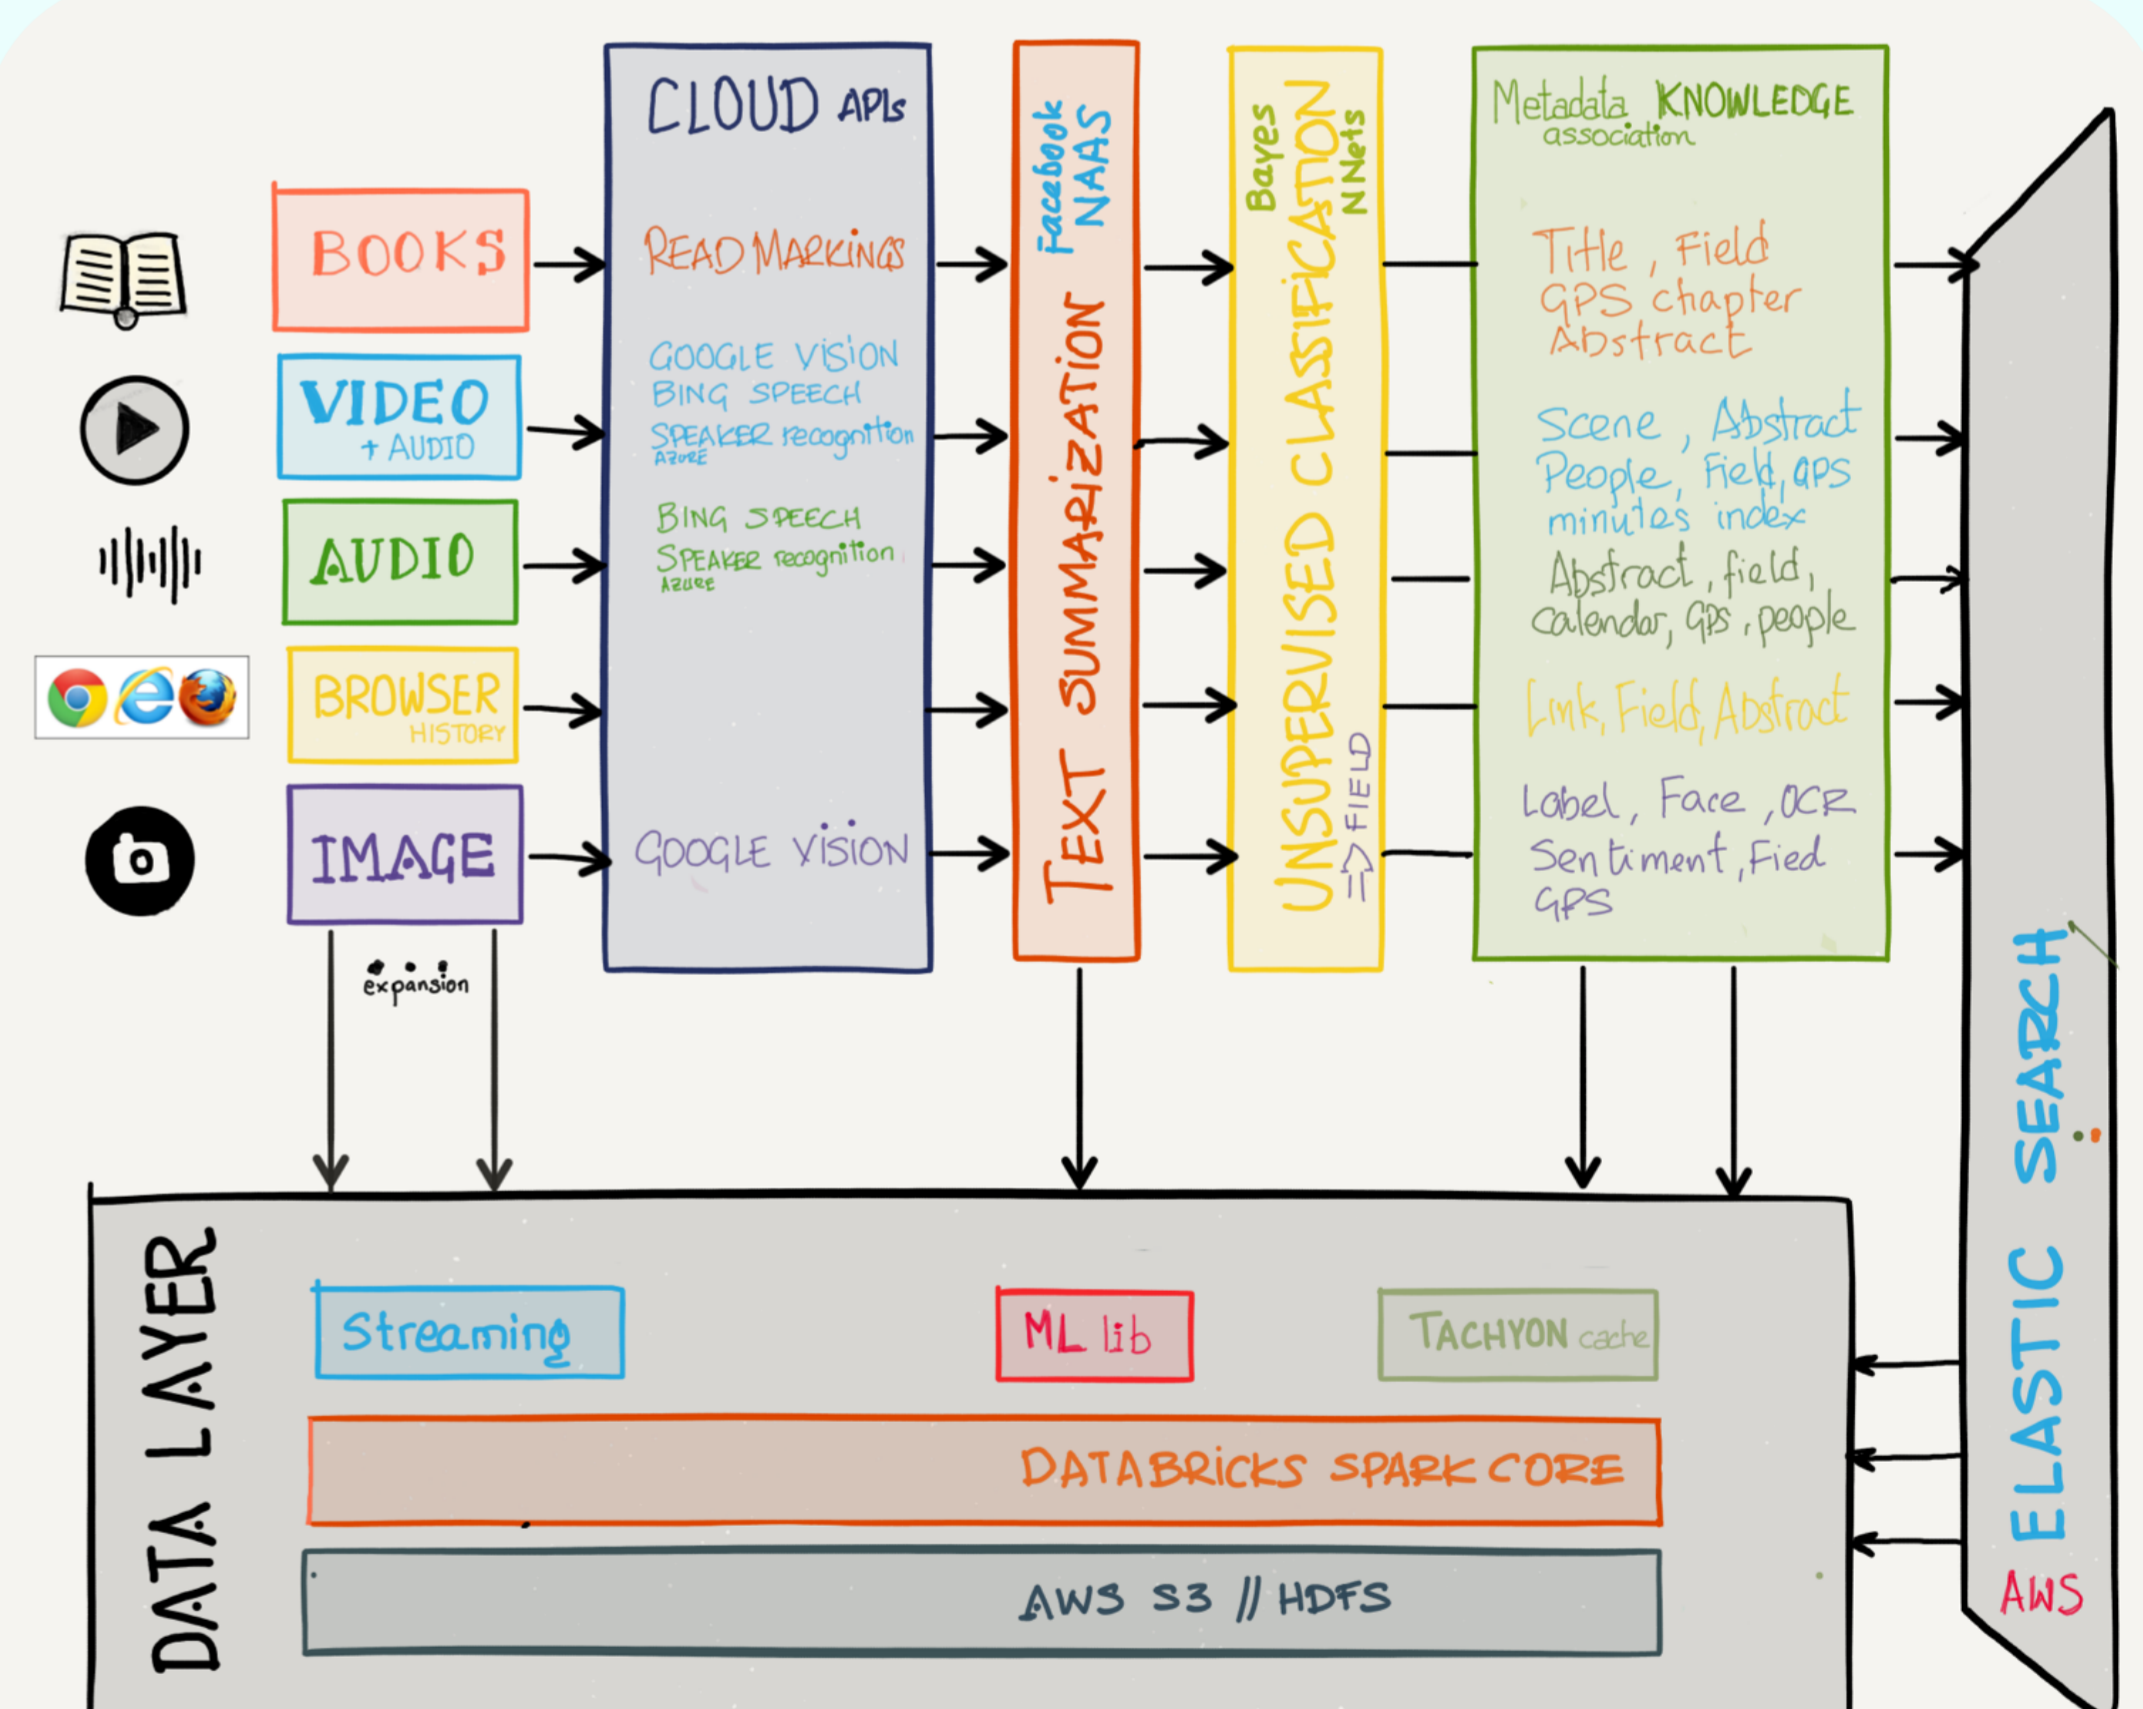 BOOKS
VIDEO
+ AUDIO
AUDIO
BROWSER
HISTORY
IMAGE
expansion
CLOUD APIs
READ MARKINGS
GOOGLE VISION
BING SPEECH
SPEAKER recognition
AZURE
BING SPEECH
SPEAKER recognition
AZURE
GOOGLE VISION
Facebook
NAAS
TEXT SUMMARIZATION
Bayes
UNSUPERVISED CLASSIFICATION
NNets
⇒ FIELD
Metadata KNOWLEDGE
association
Title, Field
GPS chapter
Abstract
Scene, Abstract
People, Field, GPS
minutes index
Abstract, field,
calendar, GPS, people
Link, Field, Abstract
Label, Face, OCR
Sentiment, Fied
GPS
ELASTIC SEARCH
AWS
DATA LAYER
Streaming
ML lib
TACHYON cache
DATABRICKS SPARK CORE
AWS S3 // HDFS